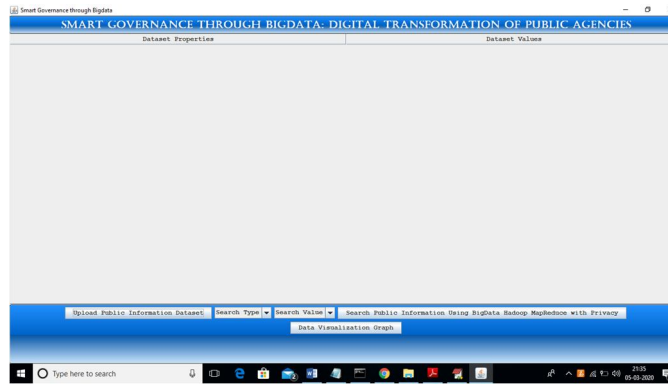 Smart Governance through Bigdata
SMART GOVERNANCE THROUGH BIGDATA: DIGITAL TRANSFORMATION OF PUBLIC AGENCIES
Dataset Properties Dataset Values
Upload Public Information Dataset Search Type Search Value Search Public Information Using BigData Hadoop MapReduce with Privacy
Data Visualization Graph
Type here to search
21:35
05-03-2020